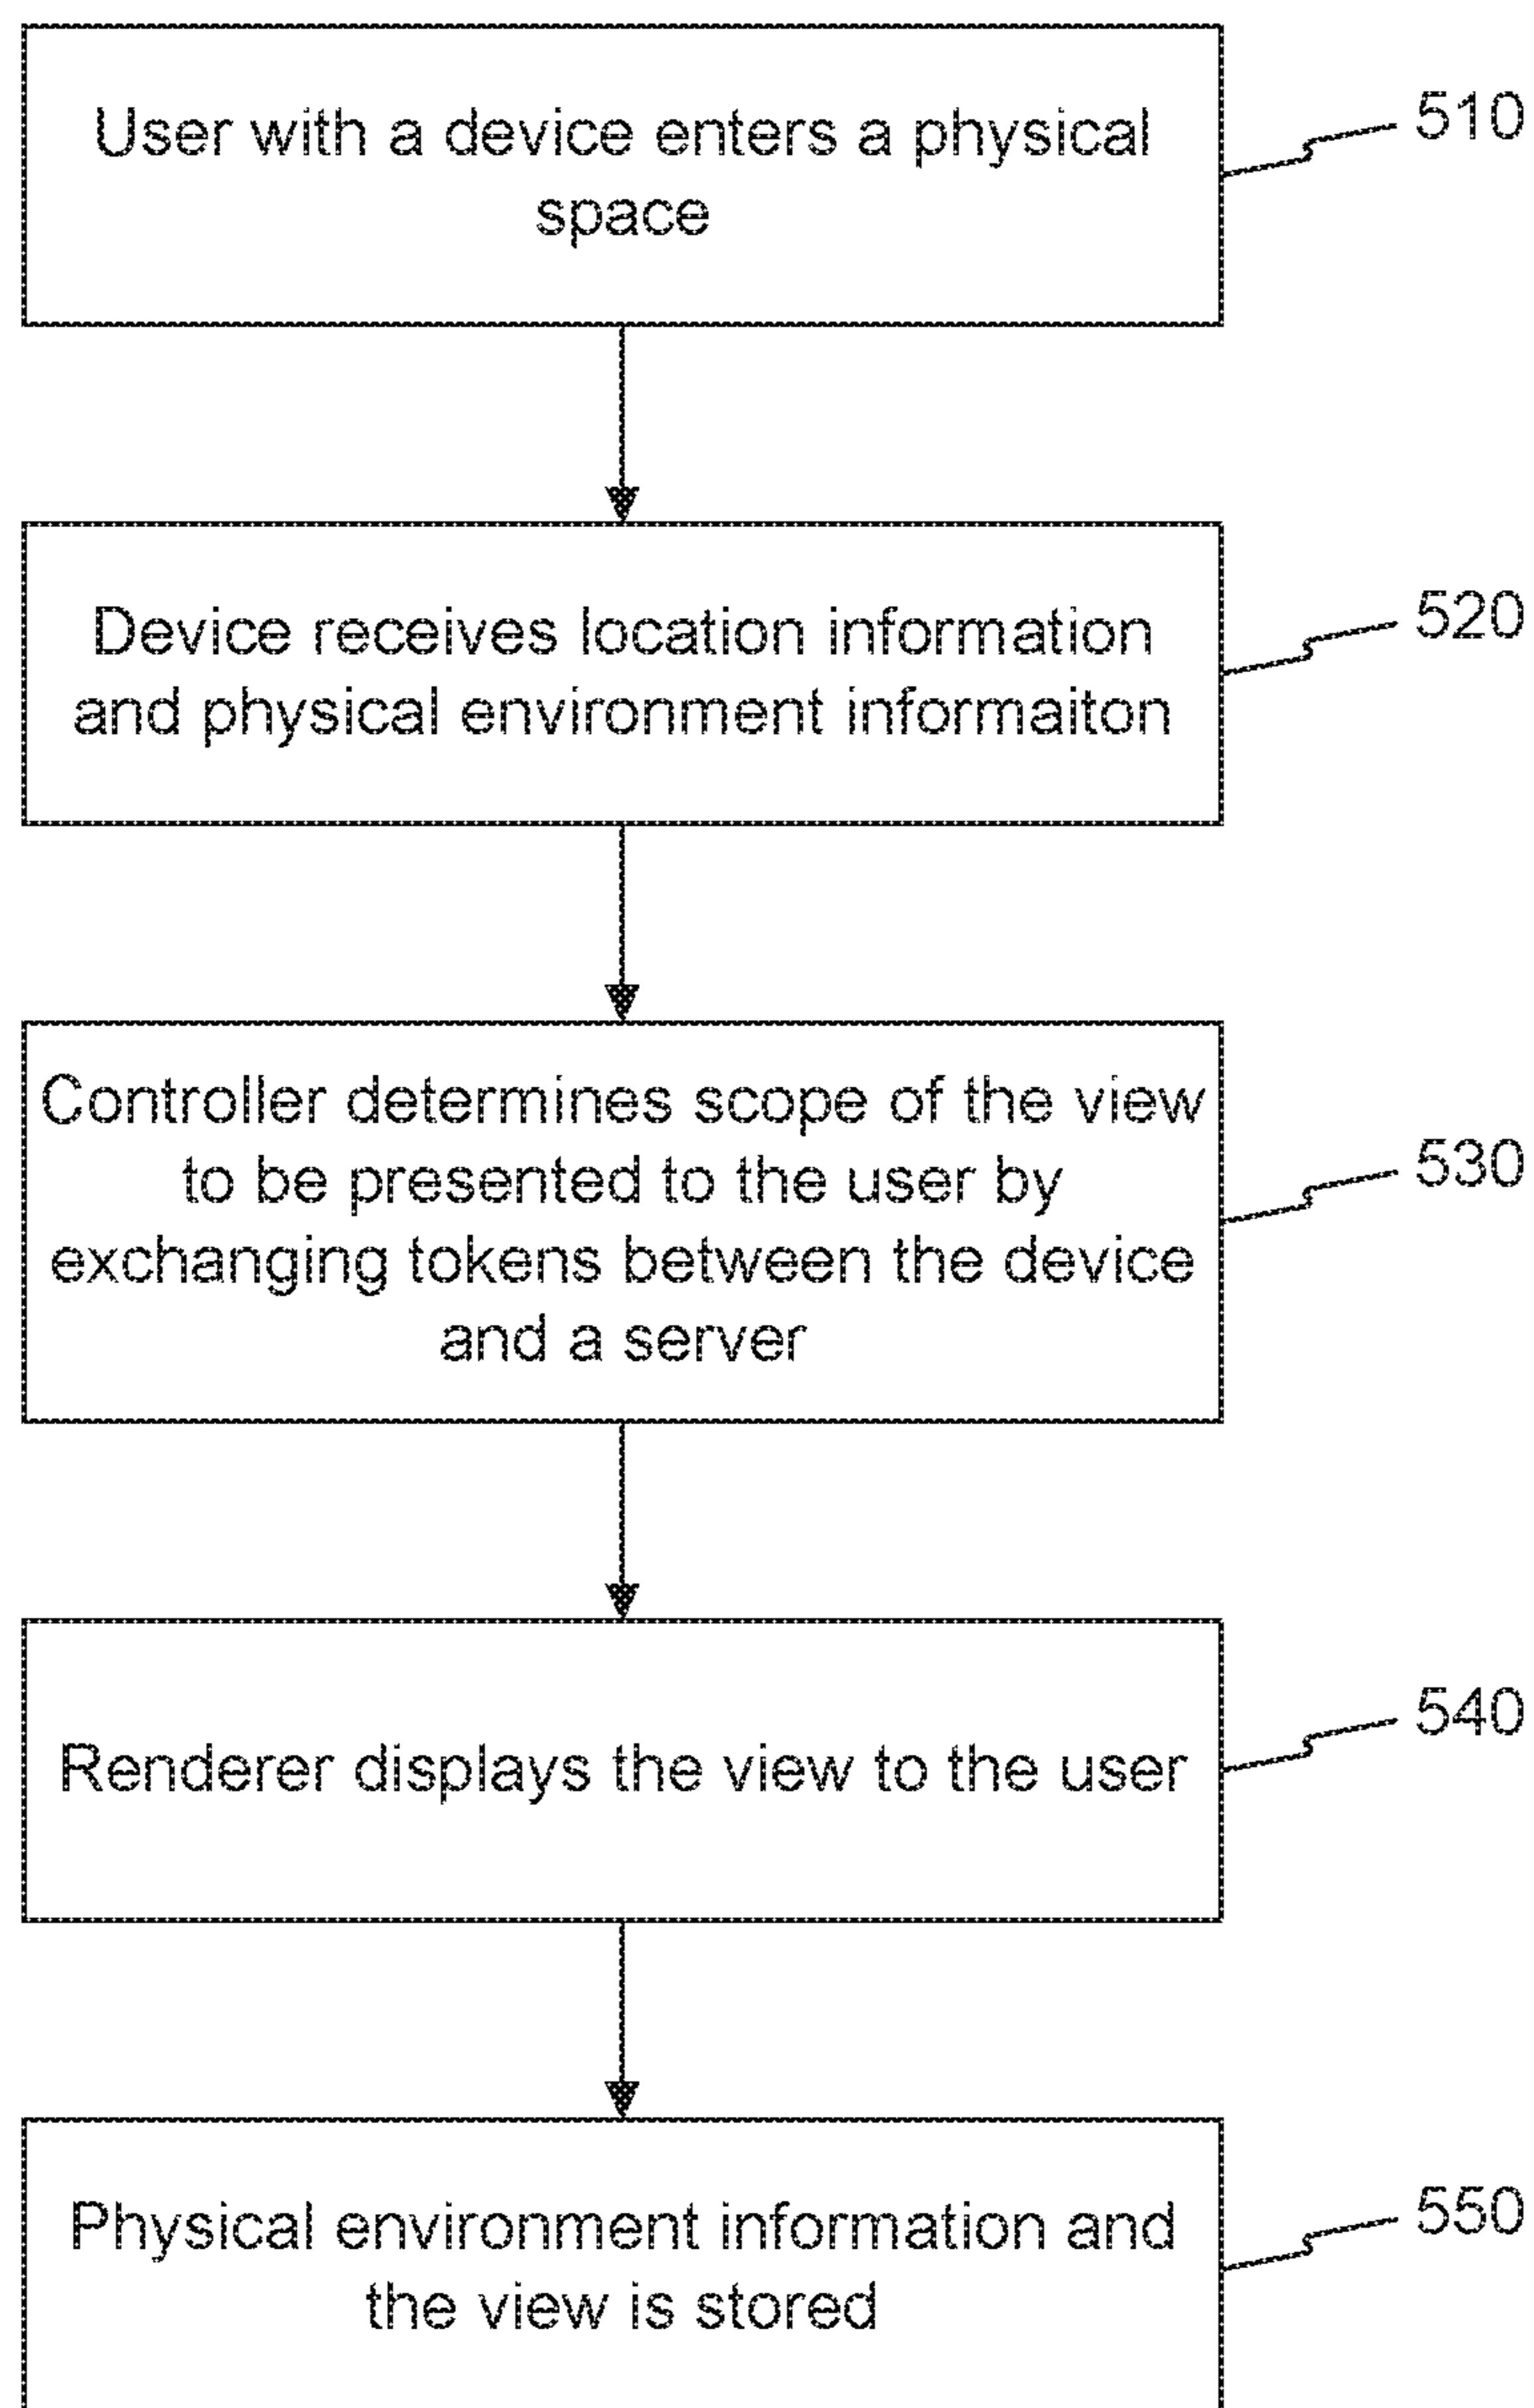 User with a device enters a physical
space
510
Device receives location information
and physical environment informaiton
520
Controller determines scope of the view
to be presented to the user by
exchanging tokens between the device
and a server
530
Renderer displays the view to the user
540
Physical environment information and
the view is stored
550